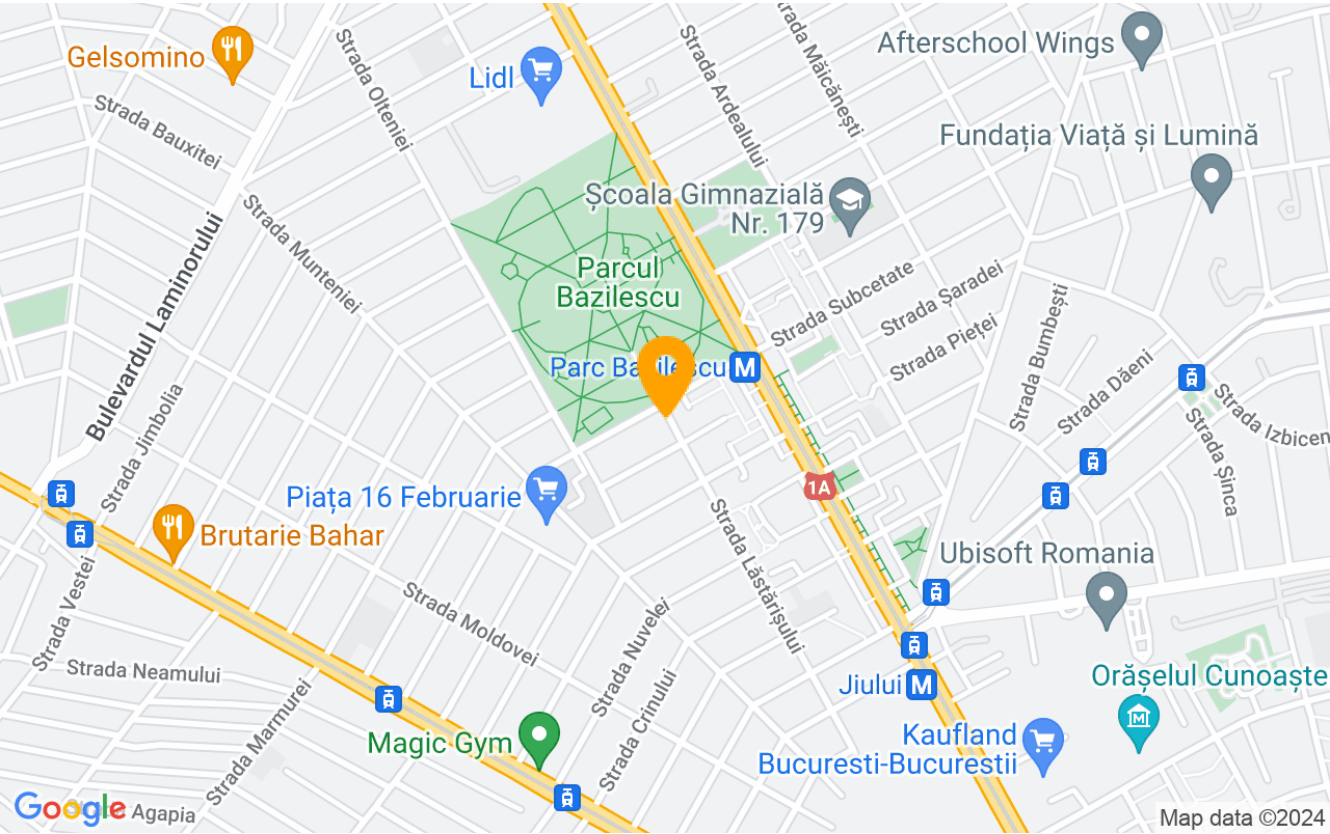 Gelsomino
Lidl
Afterschool Wings
Strada Măicănești
Strada Ardealului
Strada Olteniei
Strada Bauxitei
Fundația Viață și Lumină
Școala Gimnazială
Nr. 179
Strada Munteniei
Bulevardul Laminorului
Parcul
Bazilescu
Strada Subcetate
Strada Șaradei
Strada Pieței
Strada Bumbești
Strada Dăeni
Strada Izbicen
Strada Șinca
Parc Bazilescu
M
Strada Jimbolia
1A
Piața 16 Februarie
Brutarie Bahar
Strada Lăstărișului
Ubisoft Romania
Strada Vestei
Strada Moldovei
Strada Nuvelei
Strada Neamului
Strada Marmurei
Strada Crinului
Jiului
M
Orășelul Cunoaște
M
Magic Gym
Kaufland
Bucuresti-Bucurestii
Google
Agapia
Map data ©2024